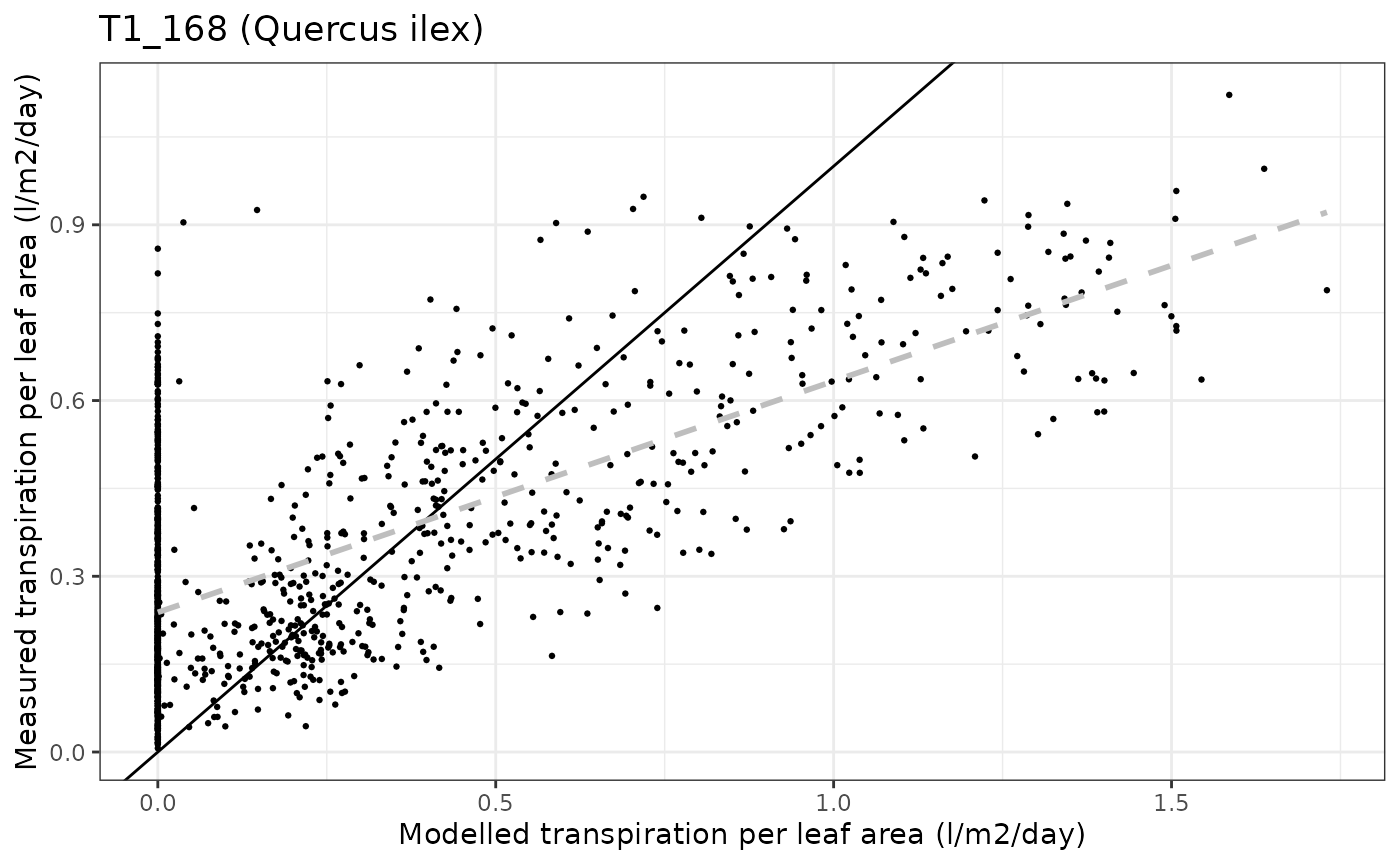 T1_168 (Quercus ilex)
Measured transpiration per leaf area (l/m2/day)
0.9
0.6
0.3
0.0
0.0 0.5 1.0 1.5
Modelled transpiration per leaf area (l/m2/day)